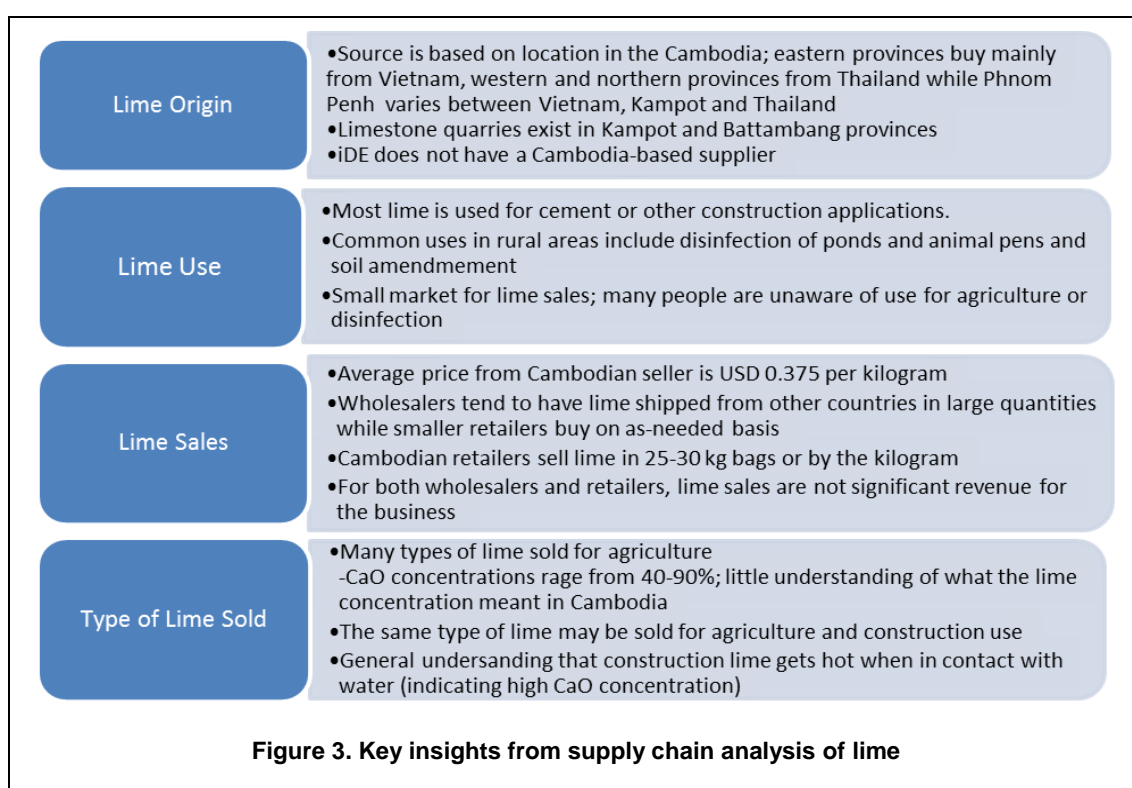 Lime Origin
•Source is based on location in the Cambodia; eastern provinces buy mainly
from Vietnam, western and northern provinces from Thailand while Phnom
Penh varies between Vietnam, Kampot and Thailand
•Limestone quarries exist in Kampot and Battambang provinces
•iDE does not have a Cambodia-based supplier
Lime Use
•Most lime is used for cement or other construction applications.
•Common uses in rural areas include disinfection of ponds and animal pens and
soil amendmement
•Small market for lime sales; many people are unaware of use for agriculture or
disinfection
Lime Sales
•Average price from Cambodian seller is USD 0.375 per kilogram
•Wholesalers tend to have lime shipped from other countries in large quantities
while smaller retailers buy on as-needed basis
•Cambodian retailers sell lime in 25-30 kg bags or by the kilogram
•For both wholesalers and retailers, lime sales are not significant revenue for
the business
Type of Lime Sold
•Many types of lime sold for agriculture
-CaO concentrations rage from 40-90%; little understanding of what the lime
concentration meant in Cambodia
•The same type of lime may be sold for agriculture and construction use
•General undersanding that construction lime gets hot when in contact with
water (indicating high CaO concentration)
Figure 3. Key insights from supply chain analysis of lime